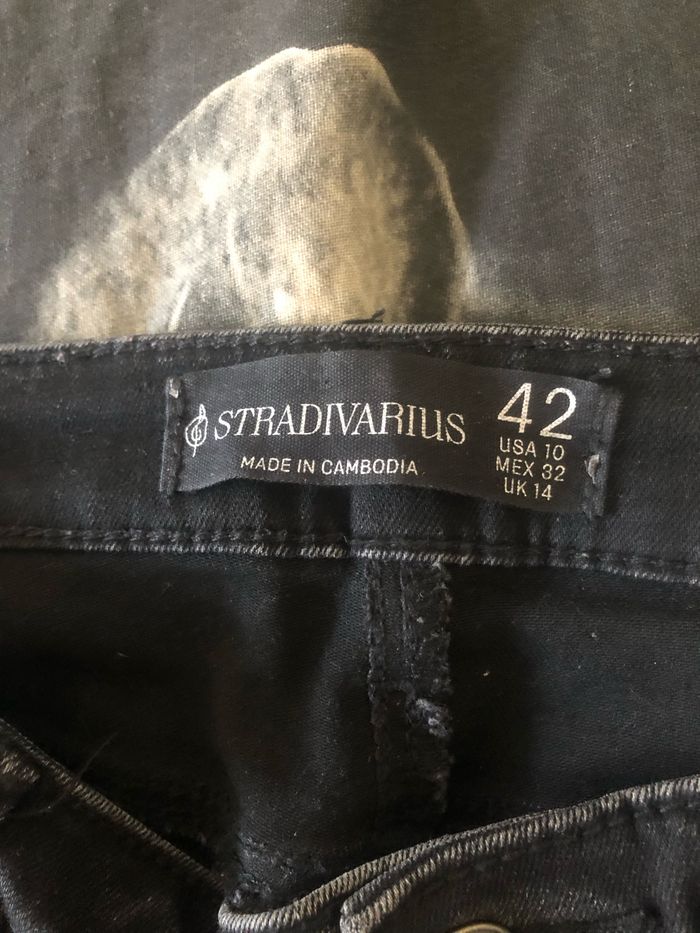 STRADIVARIUS
MADE IN CAMBODIA
42
USA 10
MEX 32
UK 14